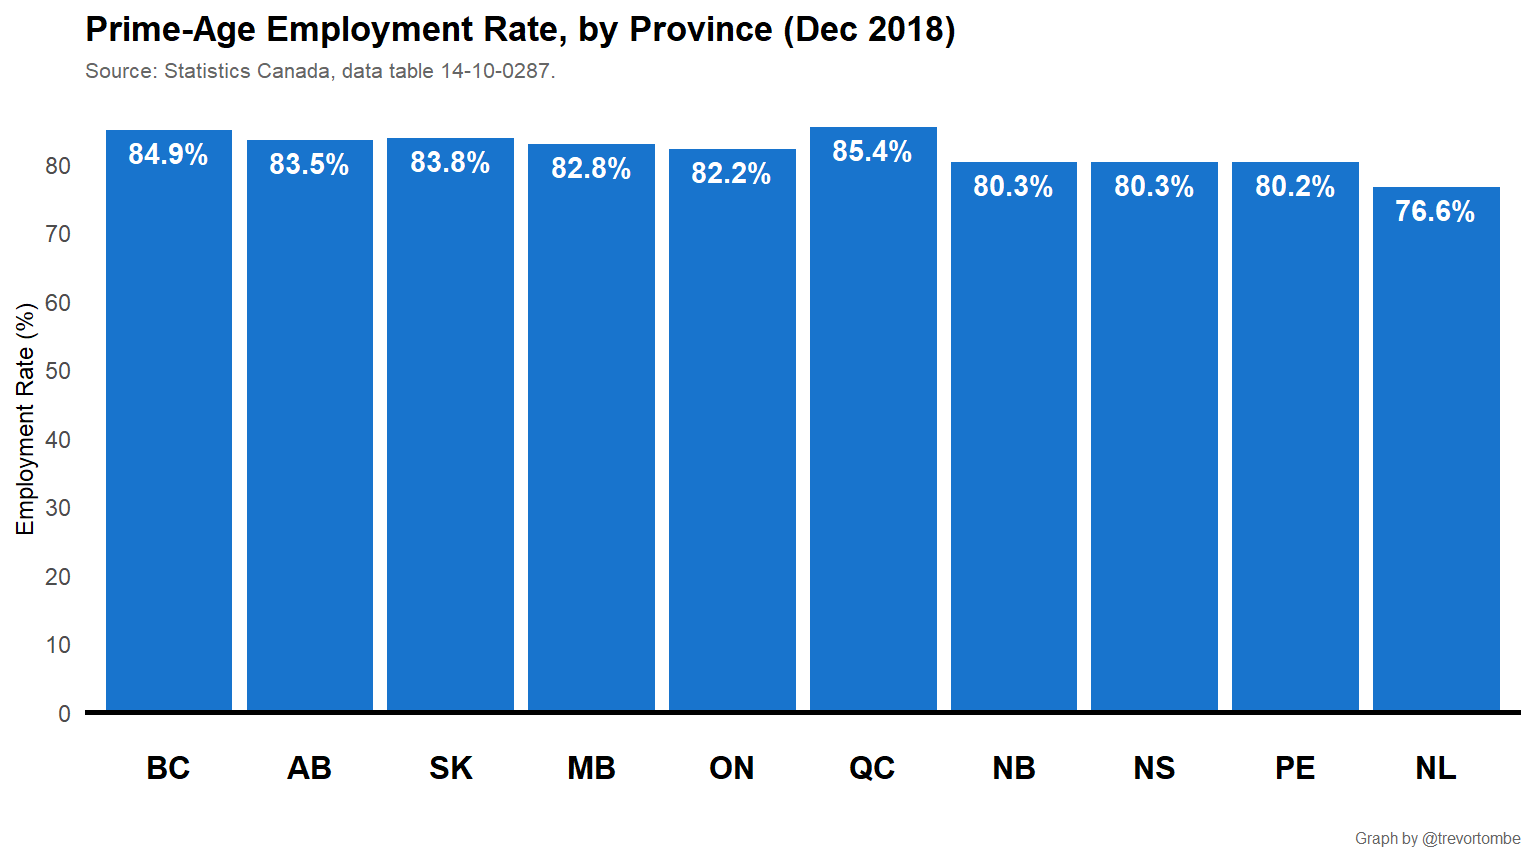 Prime-Age Employment Rate, by Province (Dec 2018)
Source: Statistics Canada, data table 14-10-0287.
Employment Rate (%)
80
70
60
50
40
30
20
10
0
84.9%
83.5%
83.8%
82.8%
82.2%
85.4%
80.3%
80.3%
80.2%
76.6%
BC
AB
SK
MB
ON
QC
NB
NS
PE
NL
Graph by @trevortombe